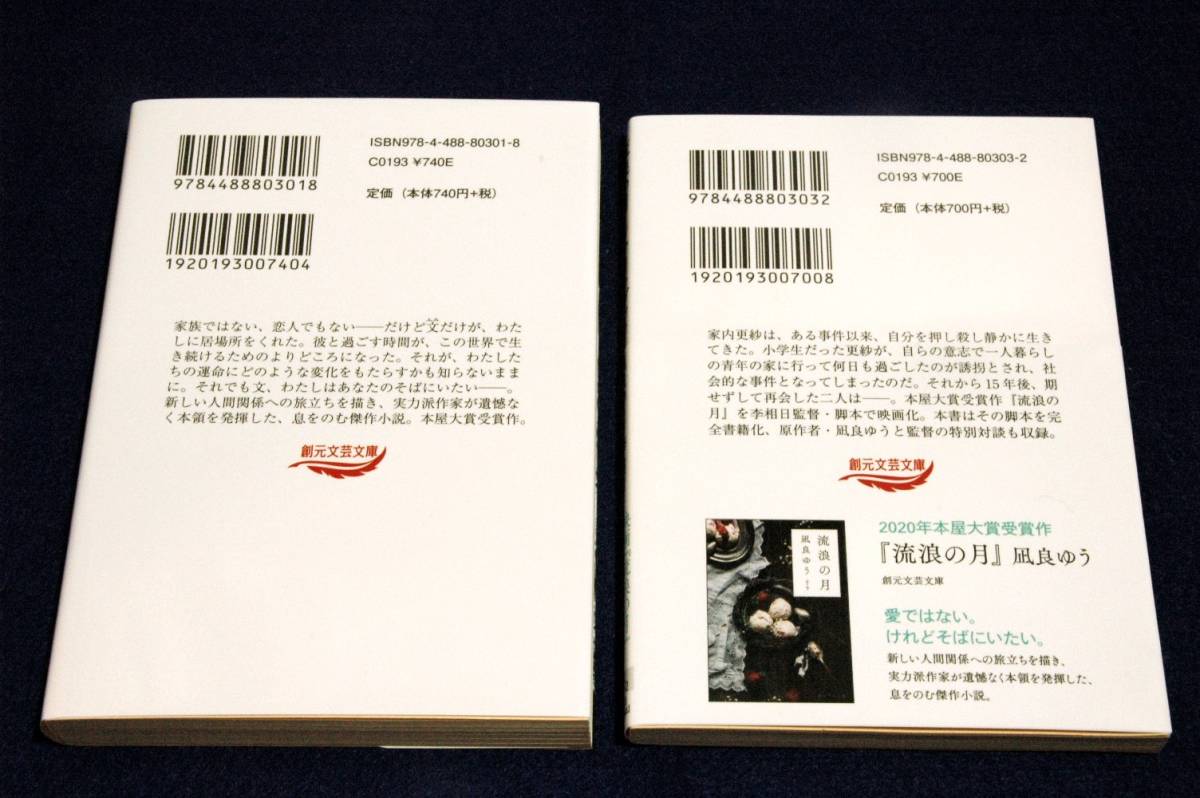 ISBN978-4-488-80301-8
C0193 ¥740E
定価（本体740円+税）
9784488803018
1920193007404
家族ではない、恋人でもない――だけど文だけが、わた
しに居場所をくれた。彼と過ごす時間が、この世界で生
き続けるためのよりどころになった。それが、わたした
ちの運命にどのような変化をもたらすかも知らないまま
に。それでも文、わたしはあなたのそばにいたい――。
新しい人間関係への旅立ちを描き、実力派作家が遺憾な
く本領を発揮した、息をのむ傑作小説。本屋大賞受賞作。
創元文芸文庫
ISBN978-4-488-80303-2
C0193 ¥700E
定価（本体700円+税）
9784488803032
1920193007008
家内更紗は、ある事件以来、自分を押し殺し静かに生き
てきた。小学生だった更紗が、自らの意志で一人暮らし
の青年の家に行って何日も過ごしたのが誘拐とされ、社
会的な事件となってしまったのだ。それから15年後、期
せずして再会した二人は――。本屋大賞受賞作『流浪の
月』を李相日監督・脚本で映画化。本書はその脚本を完
全書籍化、原作者・凪良ゆうと監督の特別対談も収録。
創元文芸文庫
流浪の月
凪良ゆう
2020年本屋大賞受賞作
『流浪の月』凪良ゆう
創元文芸文庫
愛ではない。
けれどそばにいたい。
新しい人間関係への旅立ちを描き、
実力派作家が遺憾なく本領を発揮した、
息をのむ傑作小説。